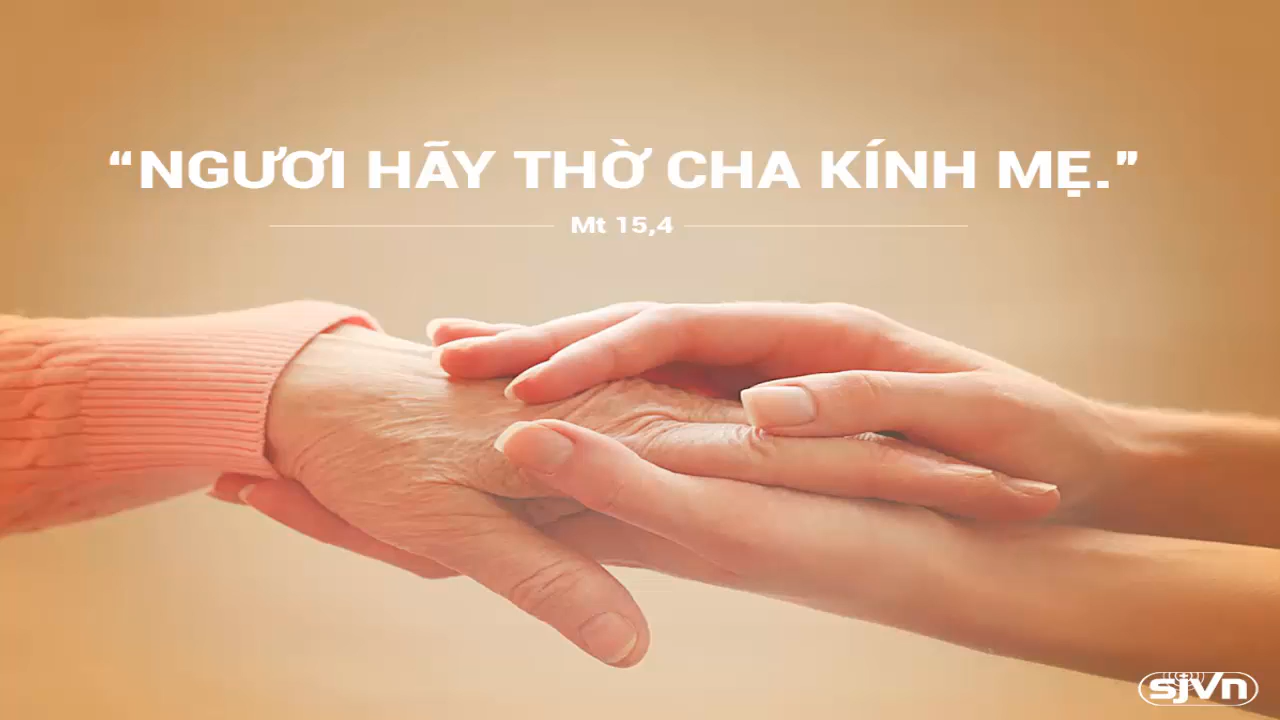 “NGƯƠI HÃY THỜ CHA KÍNH MẸ.”
Mt 15,4
sjvn